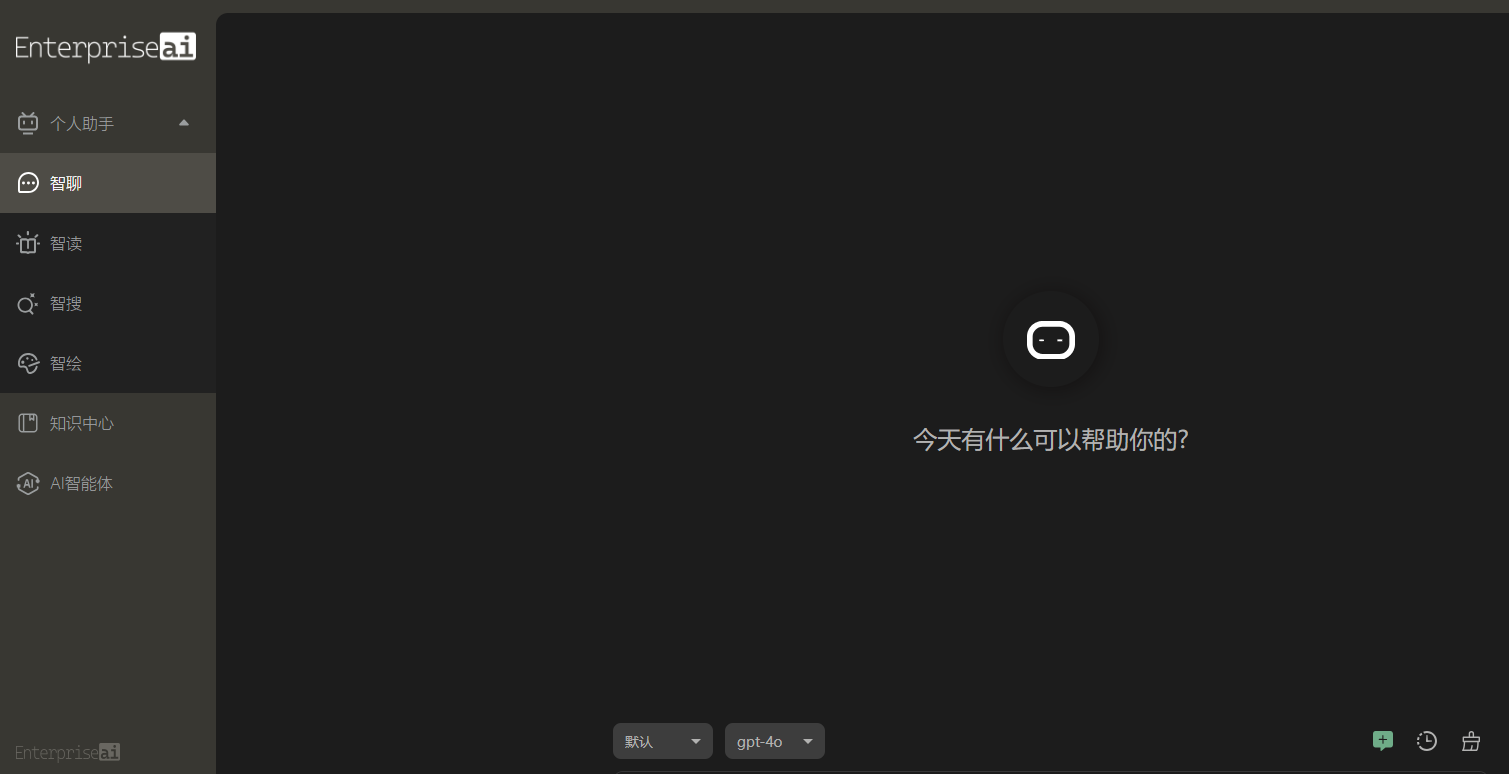 Enterpriseai
个人助手
智聊
智读
智搜
智绘
知识中心
AI智能体
今天有什么可以帮助你的?
默认
gpt-4o
Enterpriseai